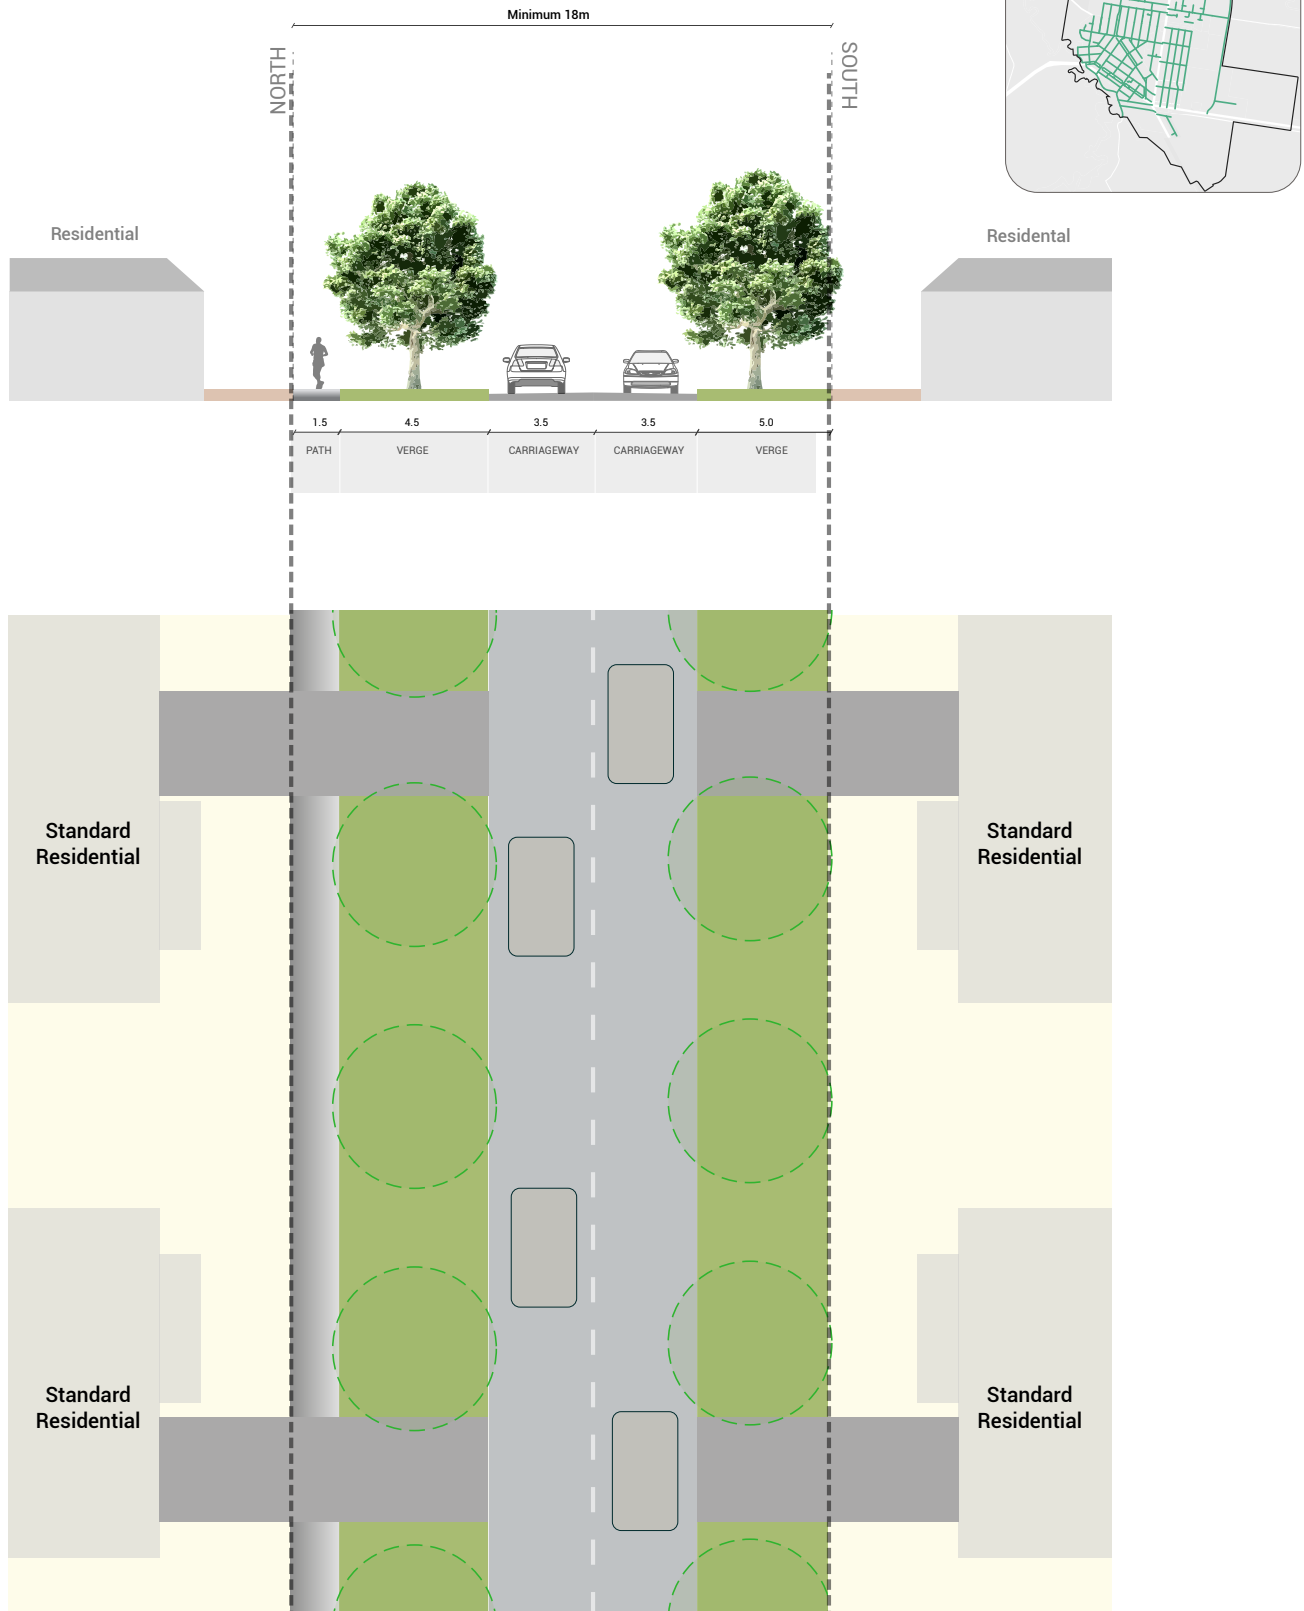 Minimum 18m
NORTH
SOUTH
Residential
Residental
1.5
4.5
3.5
3.5
5.0
PATH
VERGE
CARRIAGEWAY
CARRIAGEWAY
VERGE
Standard
Residential
Standard
Residential
Standard
Residential
Standard
Residential